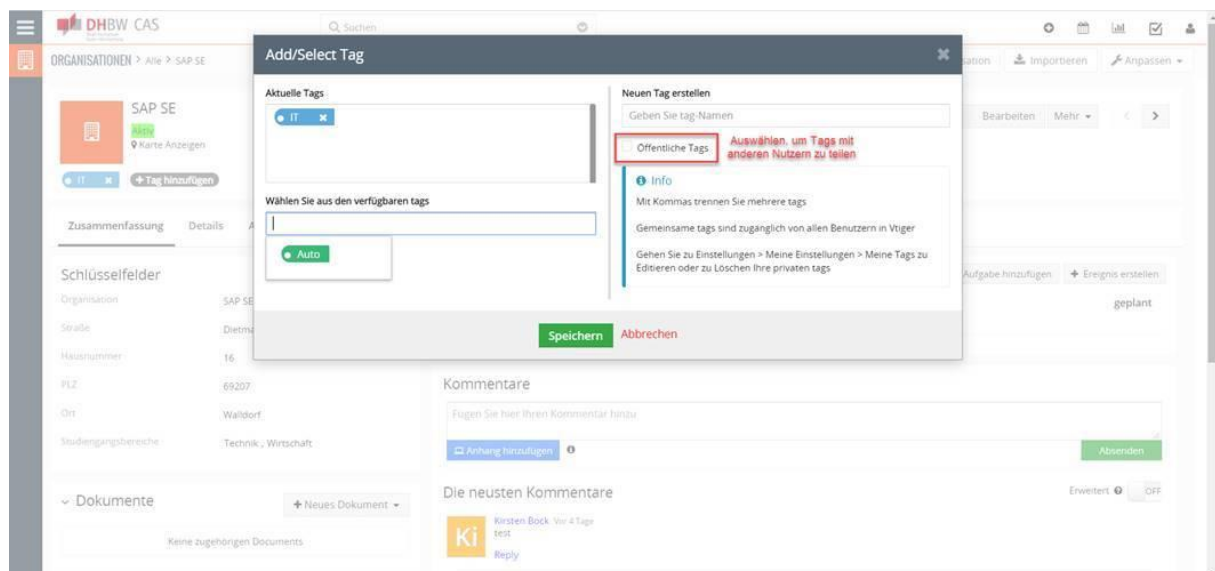 DHBW CAS
Suchen
ORGANISATIONEN > Alle > SAP SE
Importieren
Anpassen
SAP SE
Aktiv
Karte Anzeigen
IT
+ Tag hinzufügen
Bearbeiten
Mehr
Zusammenfassung
Details
Add/Select Tag
Aktuelle Tags
IT
Wählen Sie aus den verfügbaren tags
Auto
Neuen Tag erstellen
Geben Sie tag-Namen
Öffentliche Tags
Auswählen, um Tags mit
anderen Nutzern zu teilen
Info
Mit Kommas trennen Sie mehrere tags
Gemeinsame tags sind zugänglich von allen Benutzern in Vtiger
Gehen Sie zu Einstellungen > Meine Einstellungen > Meine Tags zu
Editieren oder zu Löschen Ihre privaten tags
Speichern
Abbrechen
Schlüsselfelder
Organisation SAP SE
Straße
Hausnummer 16
PLZ 69207
Ort Walldorf
Studiengangsbereiche Technik , Wirtschaft
Aufgabe hinzufügen
+ Ereignis erstellen
geplant
Dokumente
+ Neues Dokument
Keine zugehörigen Documents
Kommentare
Fügen Sie hier Ihren Kommentar hinzu
Anhang hinzufügen
Absenden
Die neusten Kommentare
Erweitert
OFF
Ki
Kirsten Bock Vor 4 Tage
test
Reply